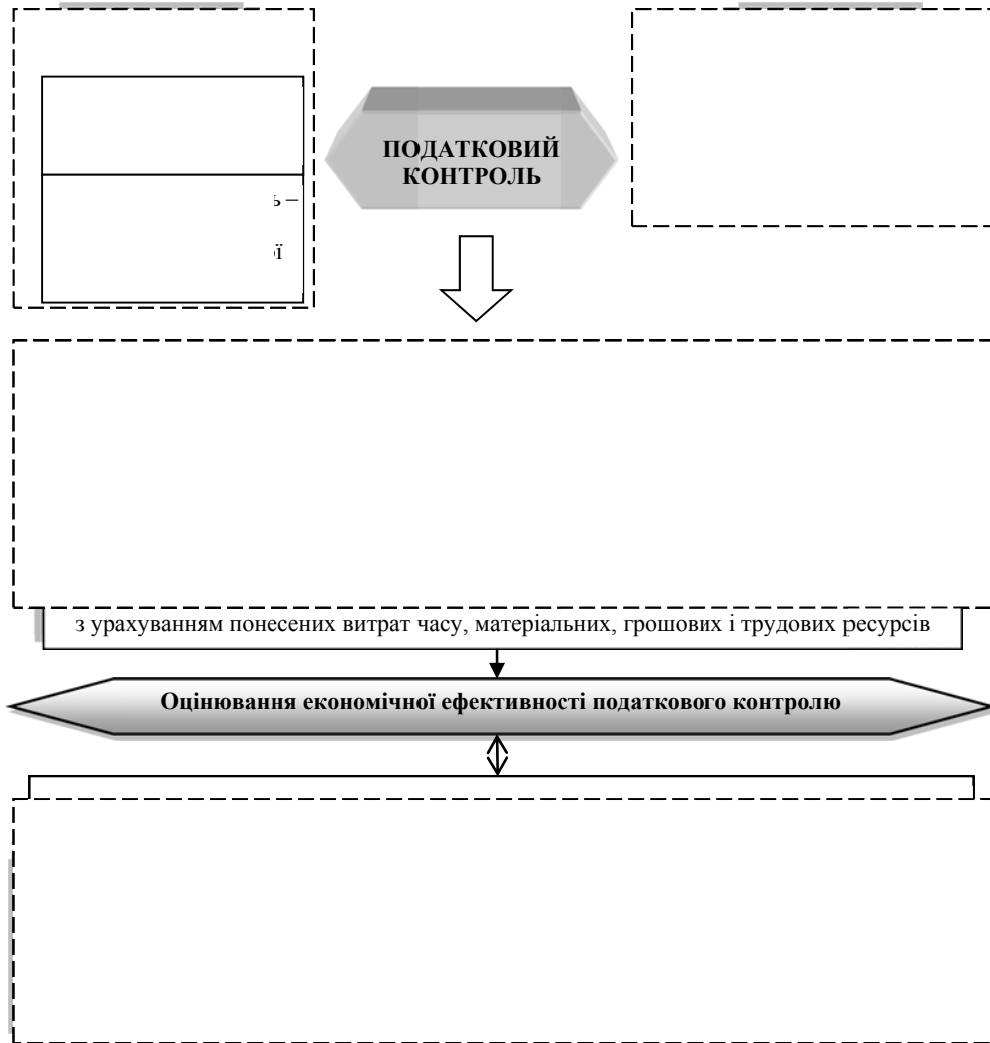 ПОДАТКОВИЙ
КОНТРОЛЬ
ь –
ї
з урахуванням понесених витрат часу, матеріальних, грошових і трудових ресурсів
Оцінювання економічної ефективності податкового контролю